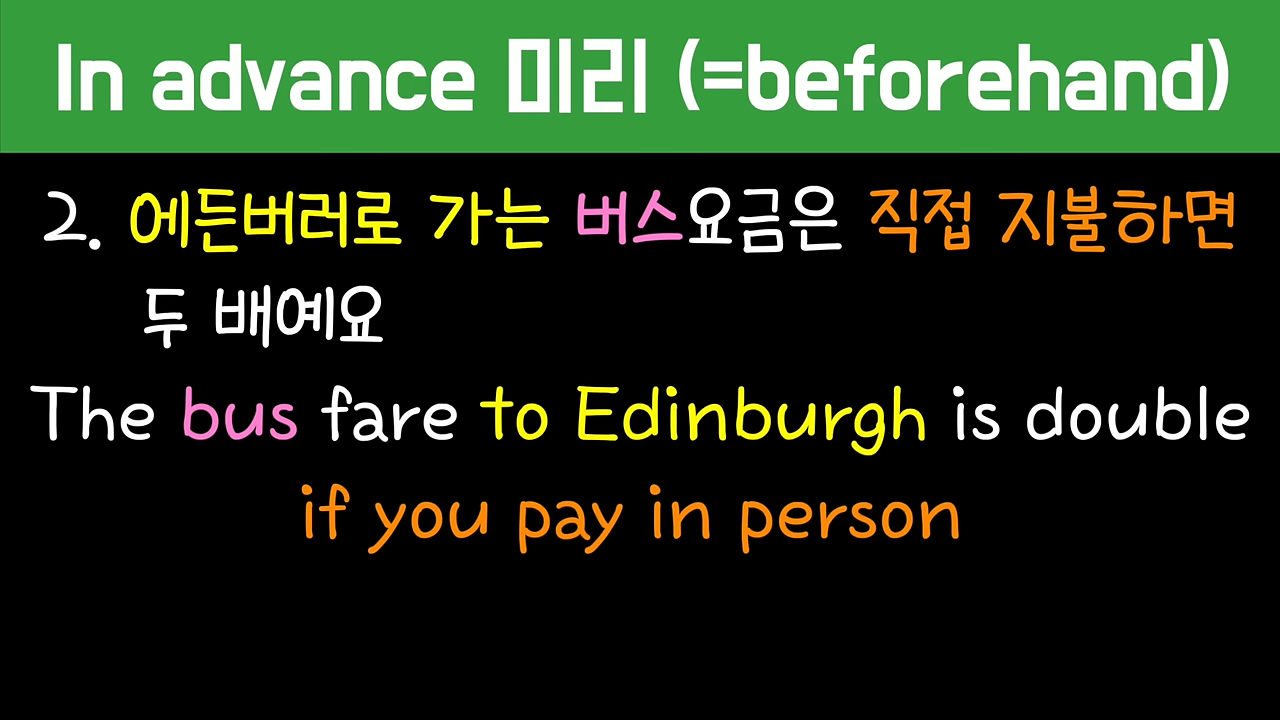 In advance 미리 (=beforehand)
2. 에든버러로 가는 버스요금은 직접 지불하면
두 배예요
The bus fare to Edinburgh is double
if you pay in person